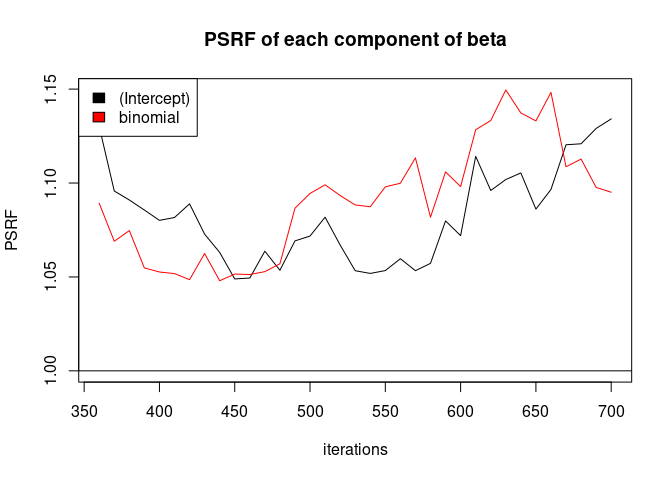 PSRF of each component of beta
(Intercept)
binomial
PSRF
1.15
1.10
1.05
1.00
350 400 450 500 550 600 650 700
iterations